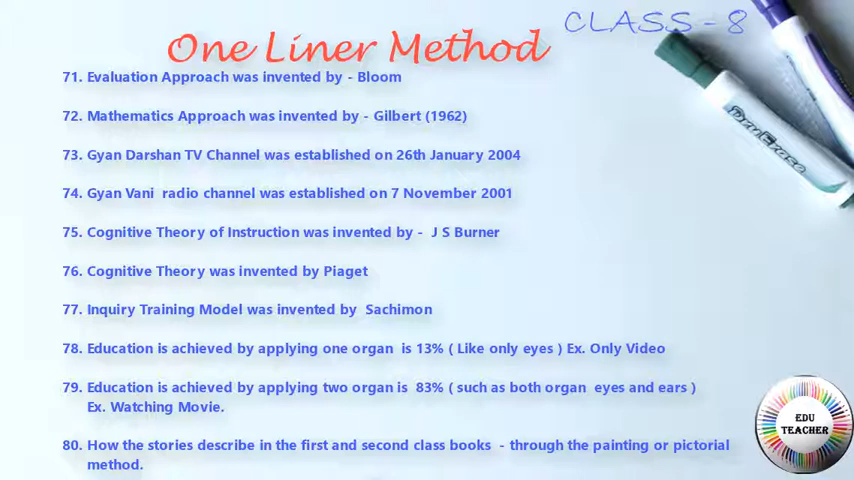 CLASS - 8
One Liner Method
71. Evaluation Approach was invented by - Bloom
72. Mathematics Approach was invented by - Gilbert (1962)
73. Gyan Darshan TV Channel was established on 26th January 2004
74. Gyan Vani radio channel was established on 7 November 2001
75. Cognitive Theory of Instruction was invented by - J S Burner
76. Cognitive Theory was invented by Piaget
77. Inquiry Training Model was invented by Sachimon
78. Education is achieved by applying one organ is 13% ( Like only eyes ) Ex. Only Video
79. Education is achieved by applying two organ is 83% ( such as both organ eyes and ears )
Ex. Watching Movie.
80. How the stories describe in the first and second class books - through the painting or pictorial
method.
DryErase
EDU
TEACHER